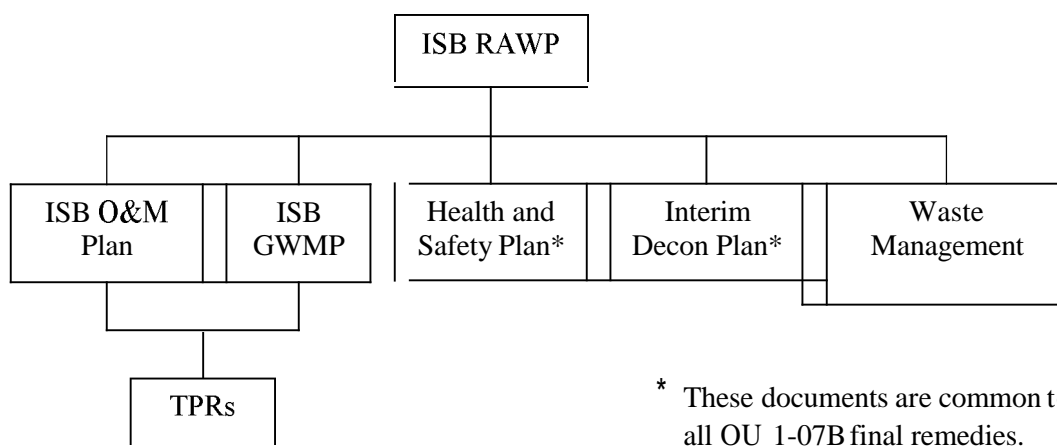 ISB RAWP
ISB O&M
Plan
ISB
GWMP
Health and
Safety Plan*
Interim
Decon Plan*
Waste
Management
TPRs
* These documents are common t
all OU 1-07B final remedies.